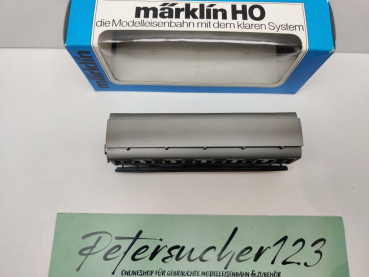 märklin HO
die Modelleisenbahn mit dem klaren System
Petersucher123
ONLINESHOP FÜR GEBRAUCHTE MODELLEISENBAHN & ZUBEHÖR